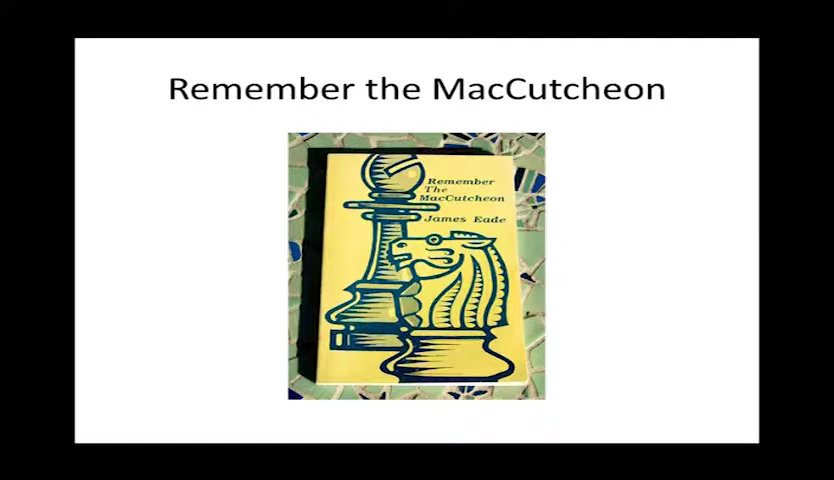 Remember the MacCutcheon
Remember
The
MacCutcheon
James Eade